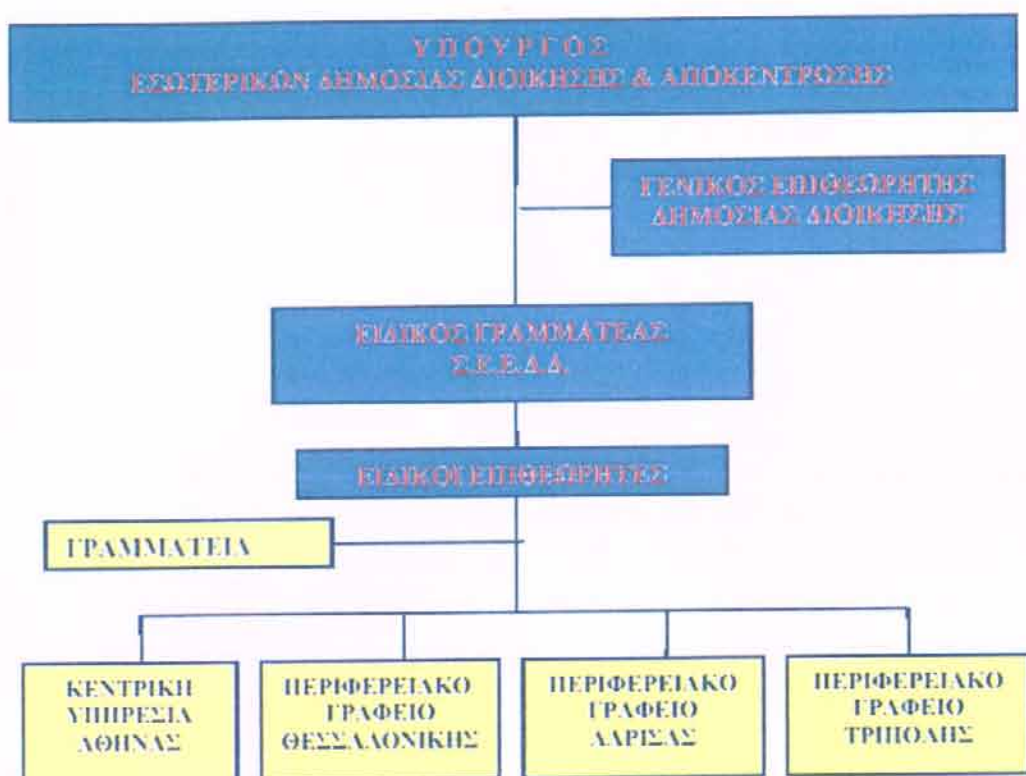 Υ Π Ο Υ Ρ Γ Ο Σ
ΕΣΩΤΕΡΙΚΩΝ ΔΗΜΟΣΙΑΣ ΔΙΟΙΚΗΣΗΣ & ΑΠΟΚΕΝΤΡΩΣΗΣ
ΓΕΝΙΚΟΣ ΕΠΙΘΕΩΡΗΤΗΣ
ΔΗΜΟΣΙΑΣ ΔΙΟΙΚΗΣΗΣ
ΕΙΔΙΚΟΣ ΓΡΑΜΜΑΤΕΑΣ
Σ.Ε.Ε.Δ.Δ.
ΕΙΔΙΚΟΙ ΕΠΙΘΕΩΡΗΤΕΣ
ΓΡΑΜΜΑΤΕΙΑ
ΚΕΝΤΡΙΚΗ
ΥΠΗΡΕΣΙΑ
ΑΘΗΝΑΣ
ΠΕΡΙΦΕΡΕΙΑΚΟ
ΓΡΑΦΕΙΟ
ΘΕΣΣΑΛΟΝΙΚΗΣ
ΠΕΡΙΦΕΡΕΙΑΚΟ
ΓΡΑΦΕΙΟ
ΛΑΡΙΣΑΣ
ΠΕΡΙΦΕΡΕΙΑΚΟ
ΓΡΑΦΕΙΟ
ΤΡΙΠΟΛΗΣ